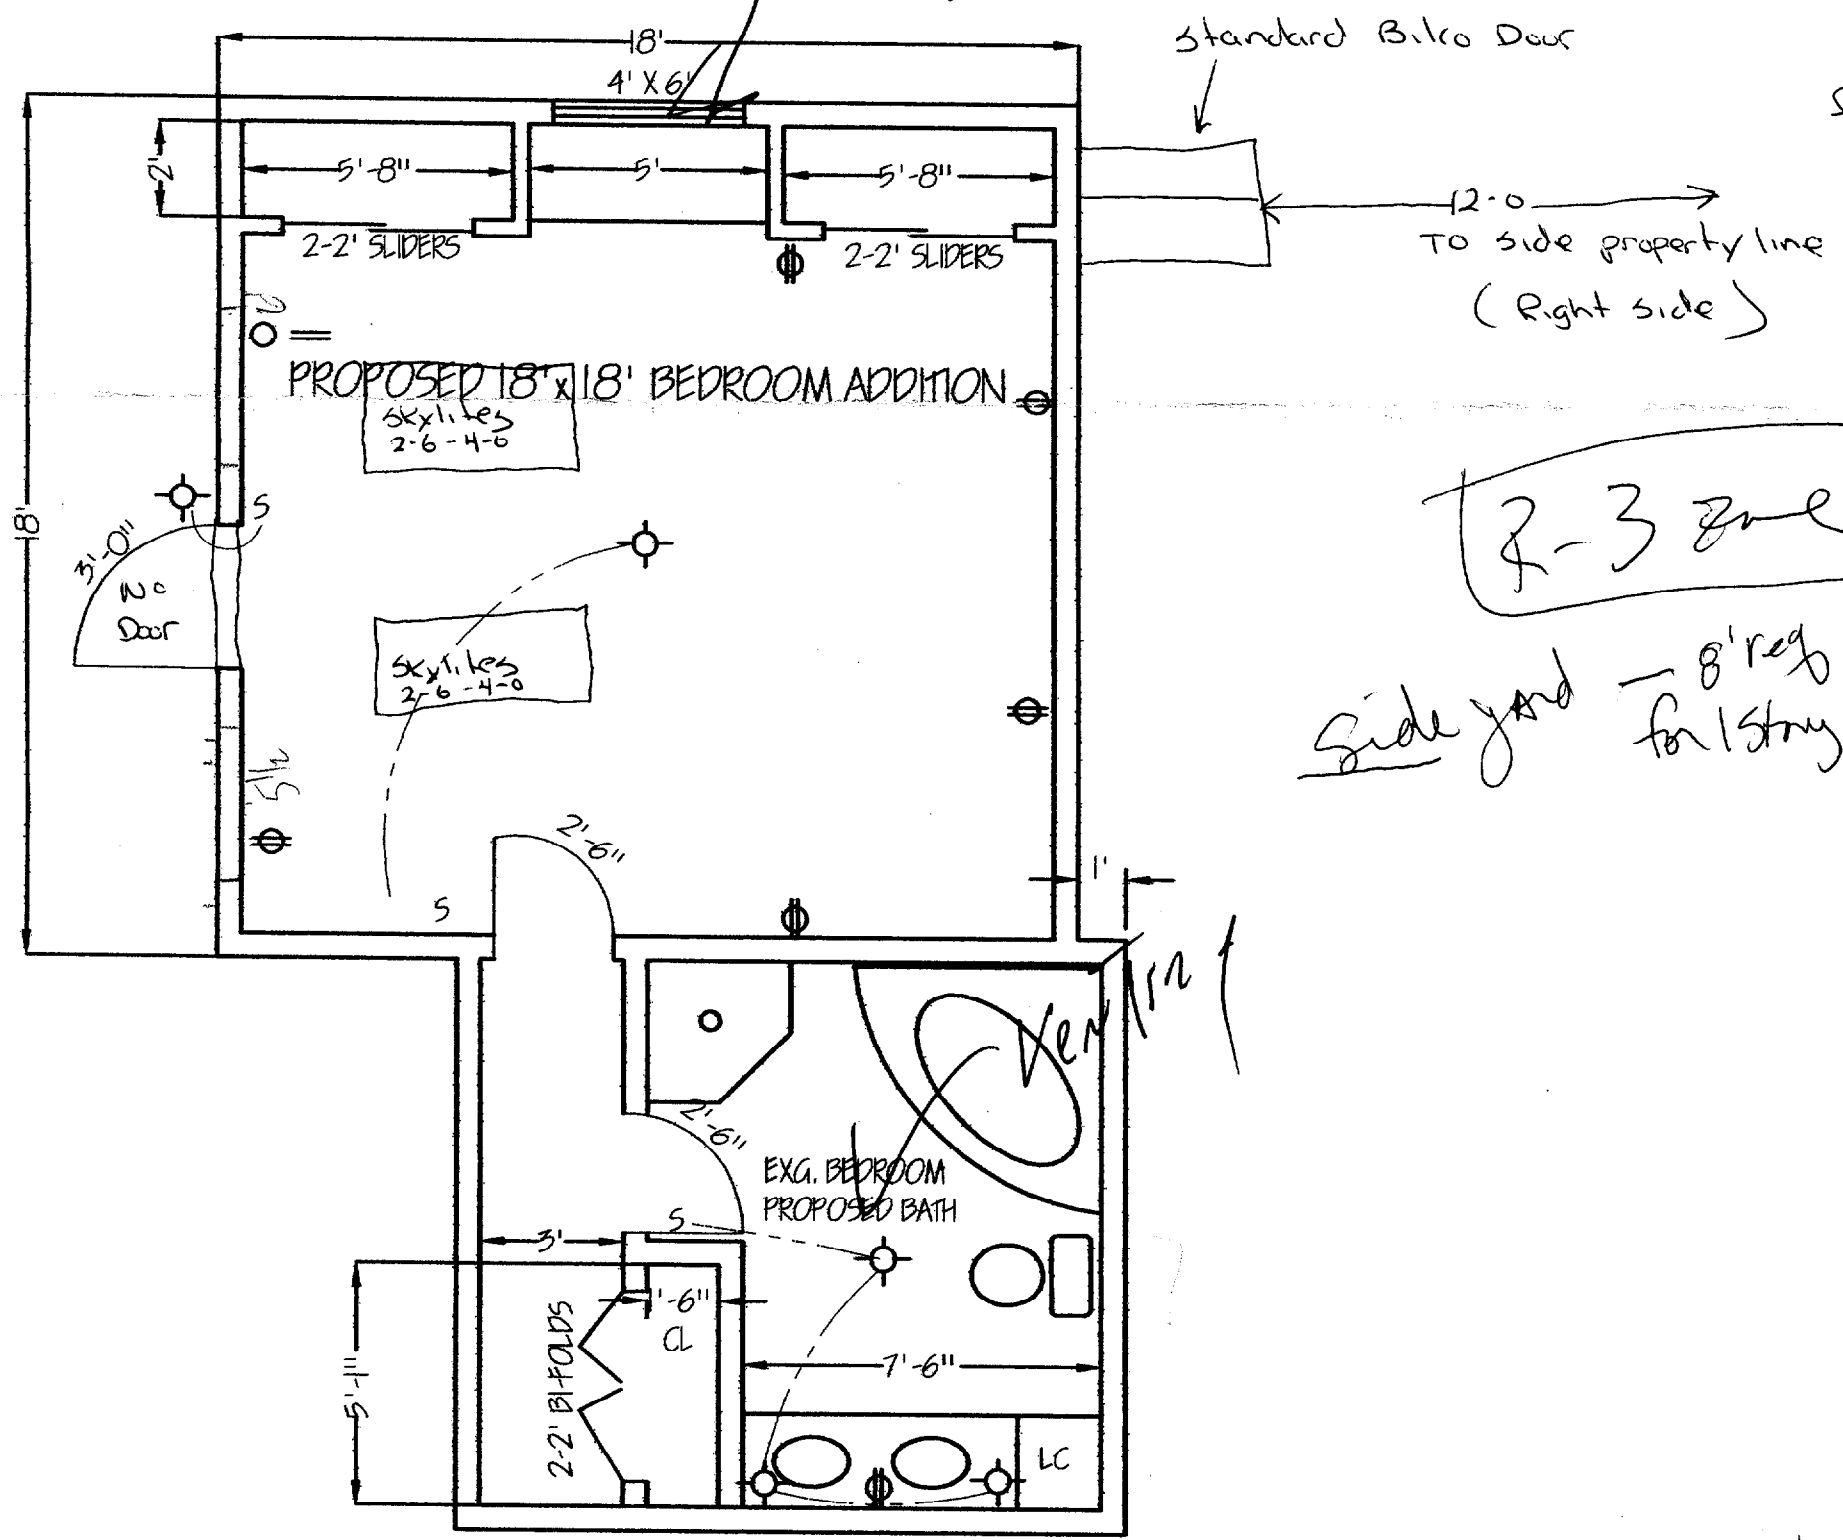 standard Bilco Door
18'
4' X 6'
2'
5'-8"
5'
5'-8"
12-0
To side property line
(Right side)
2-2' SLIDERS
2-2' SLIDERS
PROPOSED 18' x 18' BEDROOM ADDITION
Skylites
2-6 - 4-0
R-3 Zone
18'
S
3'-0"
No
Door
Skylites
2-6 - 4-0
Side yard — 8' req
for 1 Story
2'-6"
S
1'
2'-6"
EXG. BEDROOM
PROPOSED BATH
S
3'
1'-6"
CL
2-2' BI-FOLDS
5'-1"
7'-6"
LC